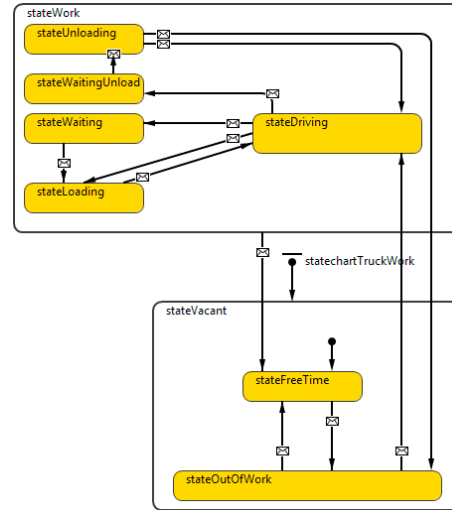 stateWork
stateUnloading
stateWaitingUnload
stateWaiting
stateDriving
stateLoading
statechartTruckWork
stateVacant
stateFreeTime
stateOutOfWork